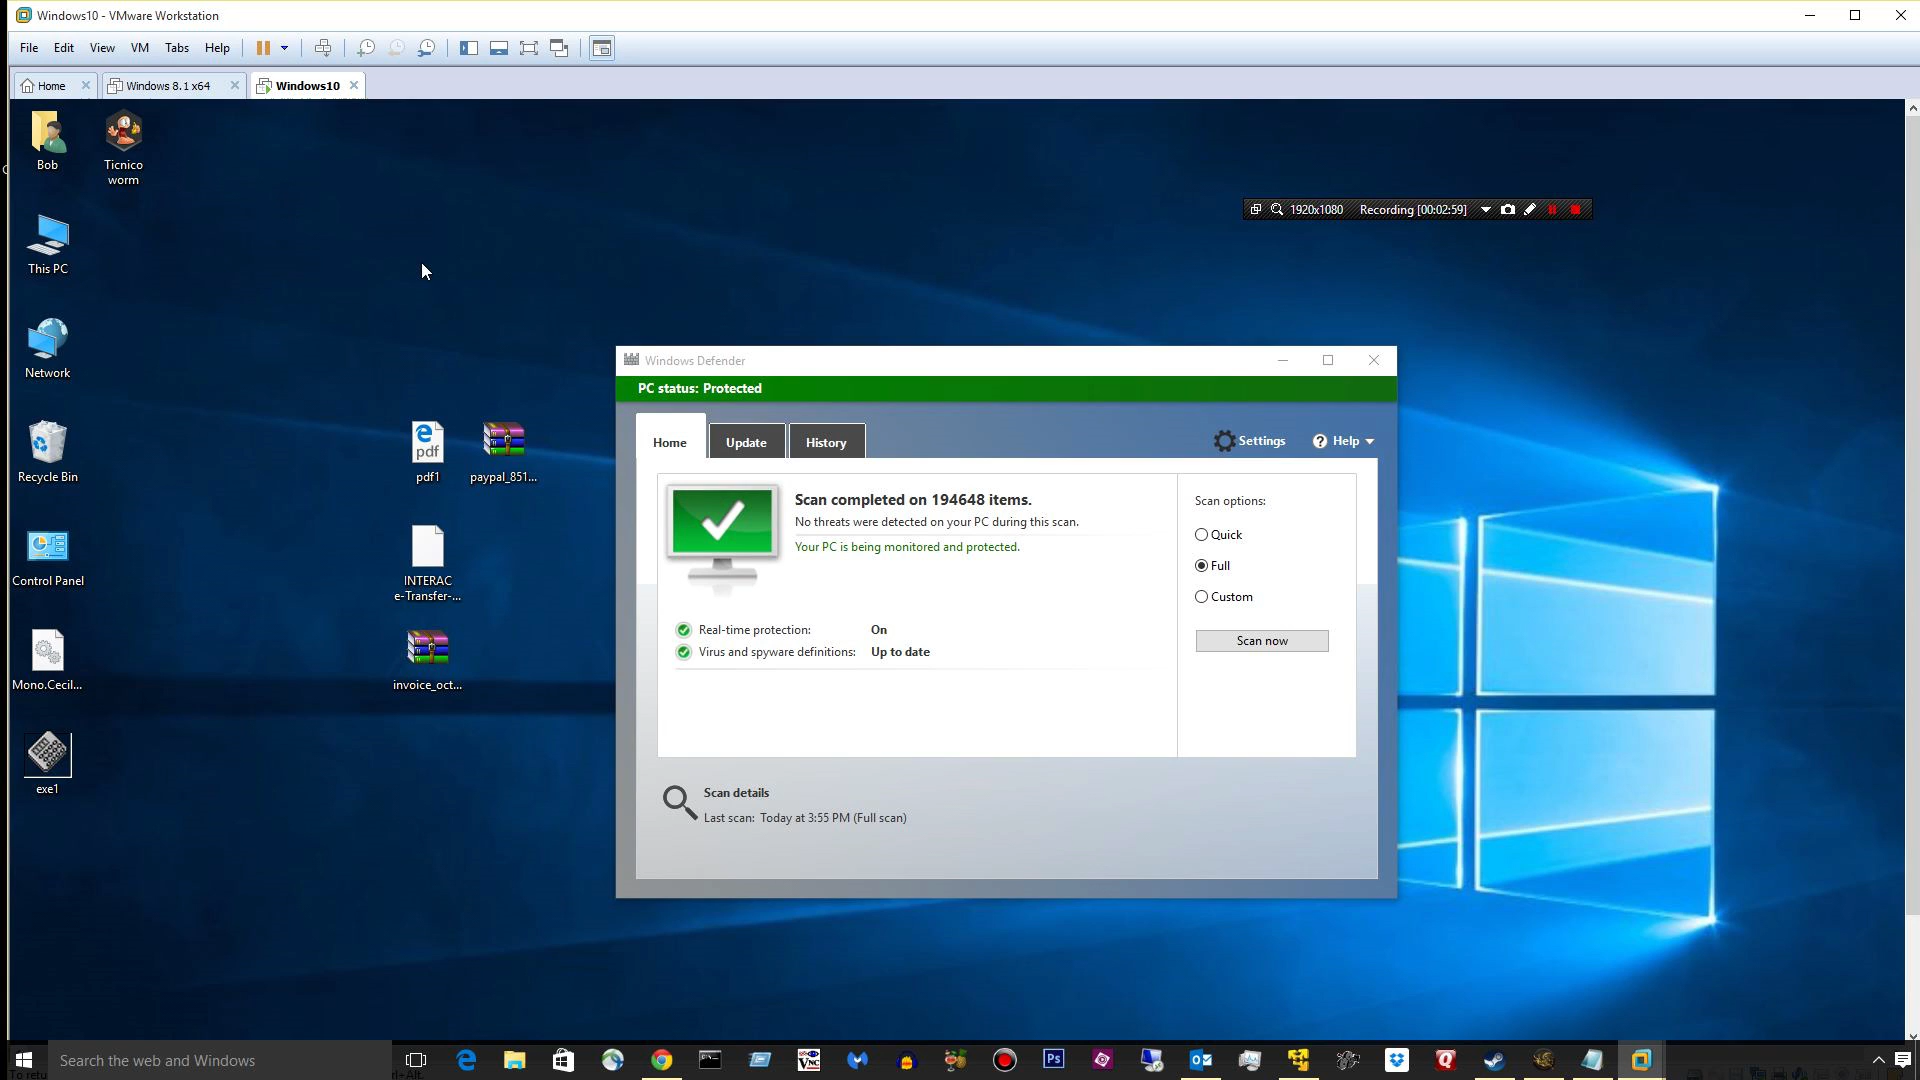 Windows10 - VMware Workstation
File Edit View VM Tabs Help
Home
Windows 8.1 x64
Windows10
Bob
Ticnico
worm
This PC
Network
Recycle Bin
Control Panel
Mono.Cecil...
exe1
pdf
pdf1
paypal_851...
INTERAC
e-Transfer-...
invoice_oct...
1920x1080 Recording [00:02:59]
Windows Defender
PC status: Protected
Home
Update
History
Settings
Help
Scan completed on 194648 items.
No threats were detected on your PC during this scan.
Your PC is being monitored and protected.
Real-time protection: On
Virus and spyware definitions: Up to date
Scan options:
Quick
Full
Custom
Scan now
Scan details
Last scan: Today at 3:55 PM (Full scan)
Search the web and Windows
VNC
Ps